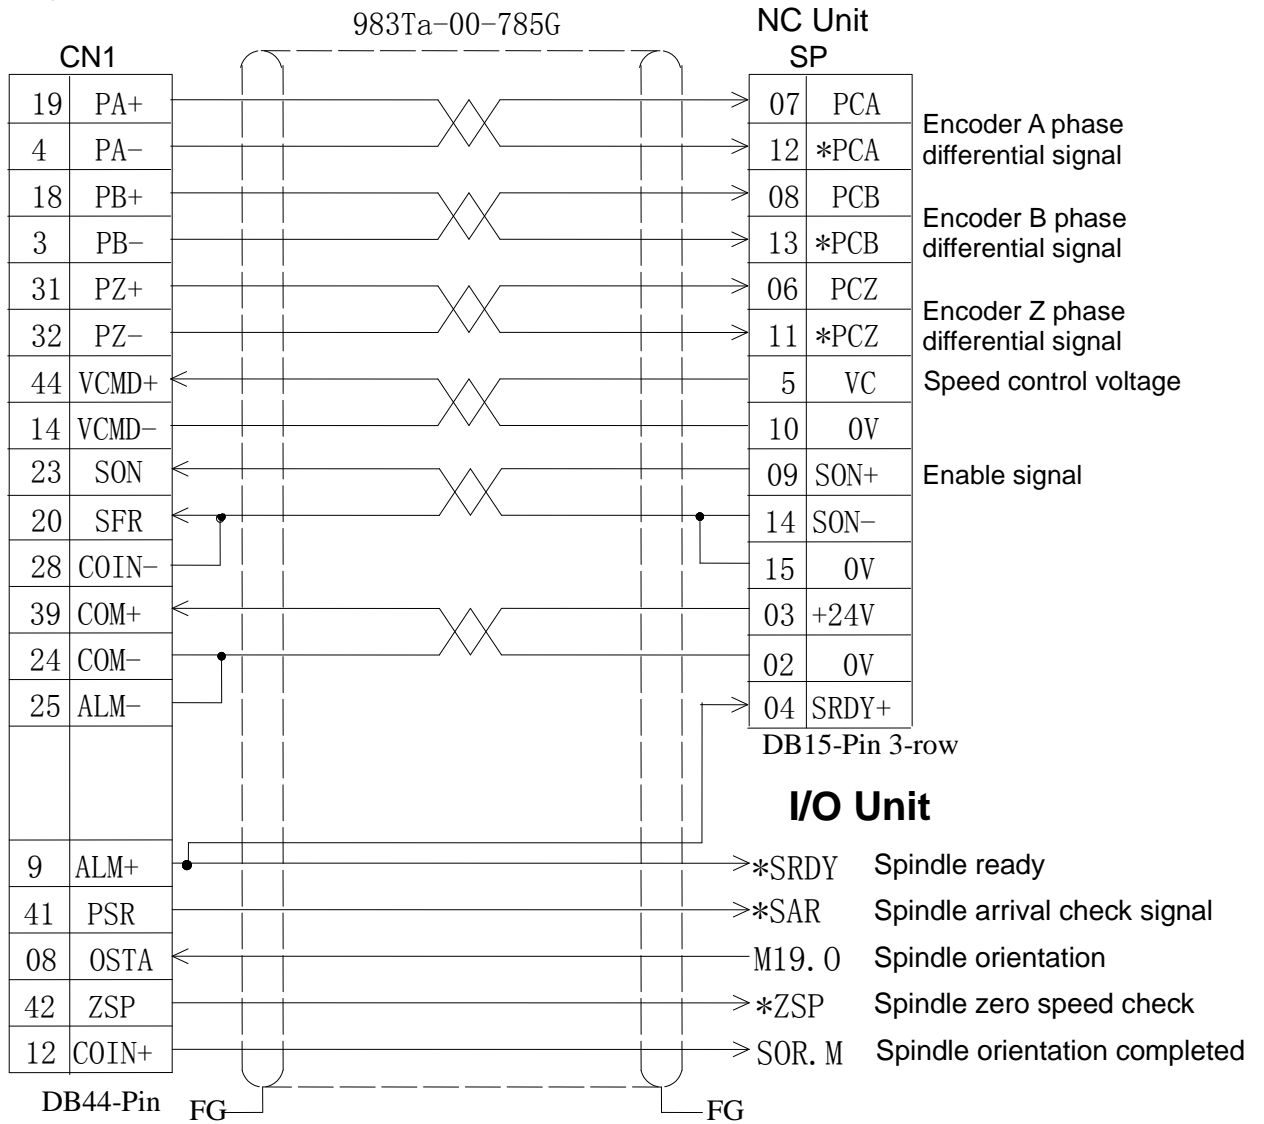 983Ta-00-785G
NC Unit
CN1
SP
19 PA+
07 PCA
Encoder A phase
differential signal
4 PA-
12 *PCA
18 PB+
08 PCB
Encoder B phase
differential signal
3 PB-
13 *PCB
31 PZ+
06 PCZ
Encoder Z phase
differential signal
32 PZ-
11 *PCZ
44 VCMD+
5 VC
Speed control voltage
14 VCMD-
10 0V
23 SON
09 SON+
Enable signal
20 SFR
14 SON-
28 COIN-
15 0V
39 COM+
03 +24V
24 COM-
02 0V
25 ALM-
04 SRDY+
DB15-Pin 3-row
I/O Unit
9 ALM+
*SRDY Spindle ready
41 PSR
*SAR Spindle arrival check signal
08 OSTA
M19.O Spindle orientation
42 ZSP
*ZSP Spindle zero speed check
12 COIN+
SOR.M Spindle orientation completed
DB44-Pin
FG
FG